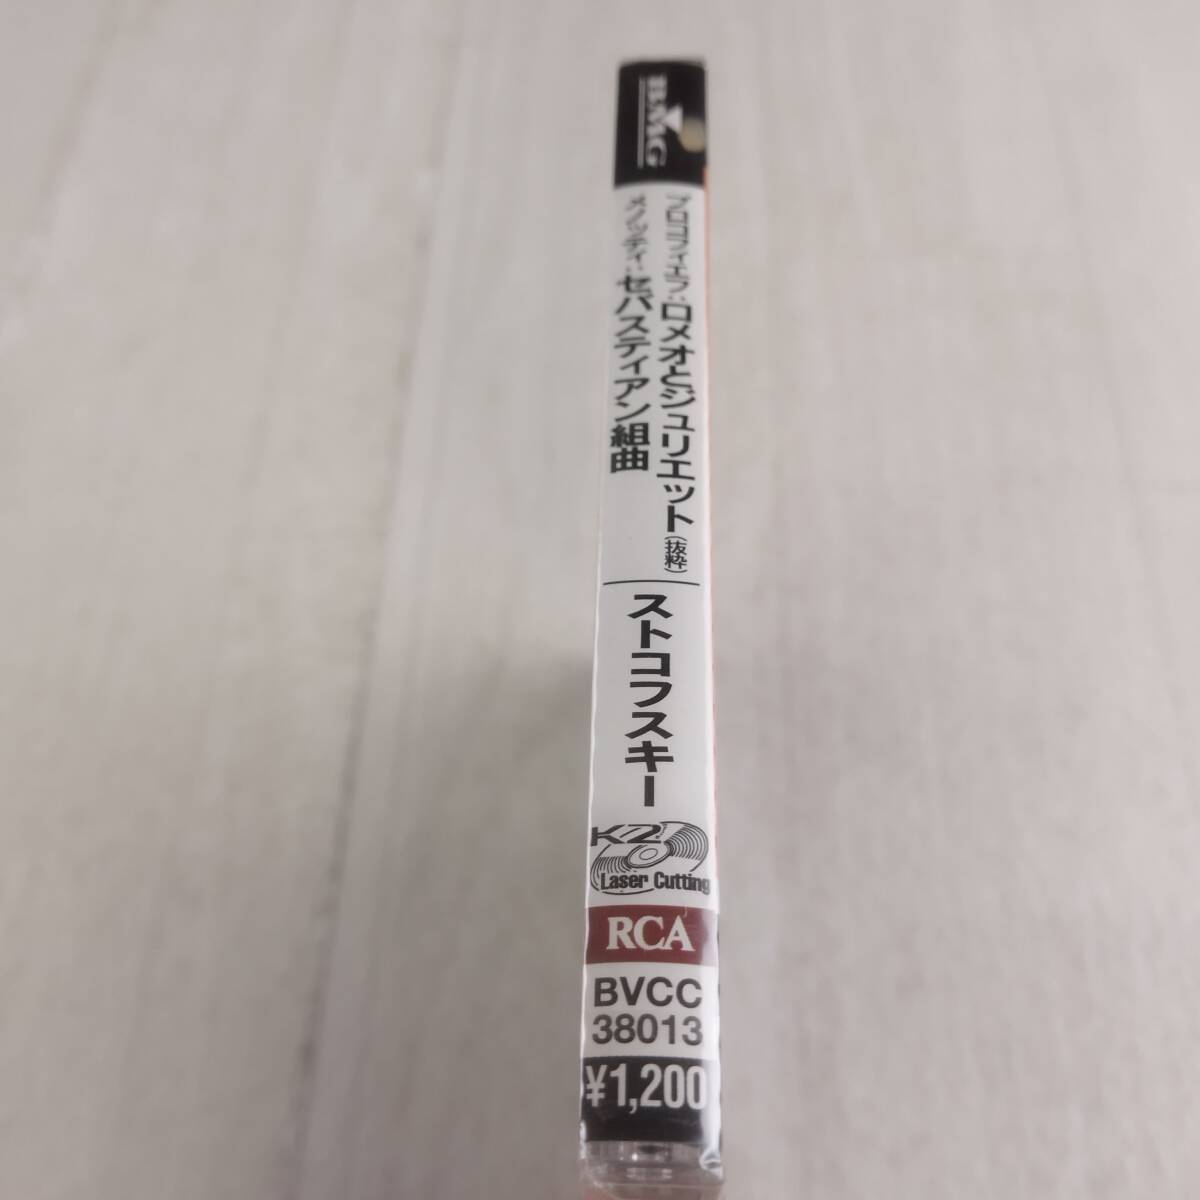 BMG
プロコフィエフ:ロメオとジュリエット(抜粋)
メノッティ:セバスティアン組曲
ストコフスキー
K2
Laser Cutting
RCA
BVCC
38013
¥1,200